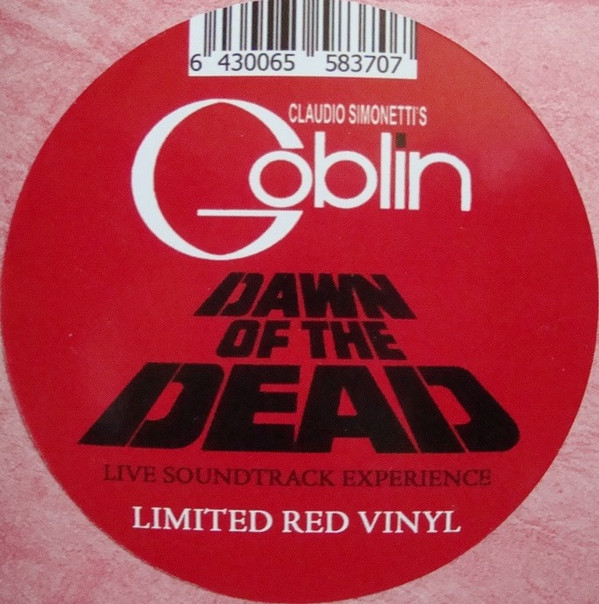 6 430065 583707
CLAUDIO SIMONETTI'S
Goblin
DAWN
OF THE
DEAD
LIVE SOUNDTRACK EXPERIENCE
LIMITED RED VINYL